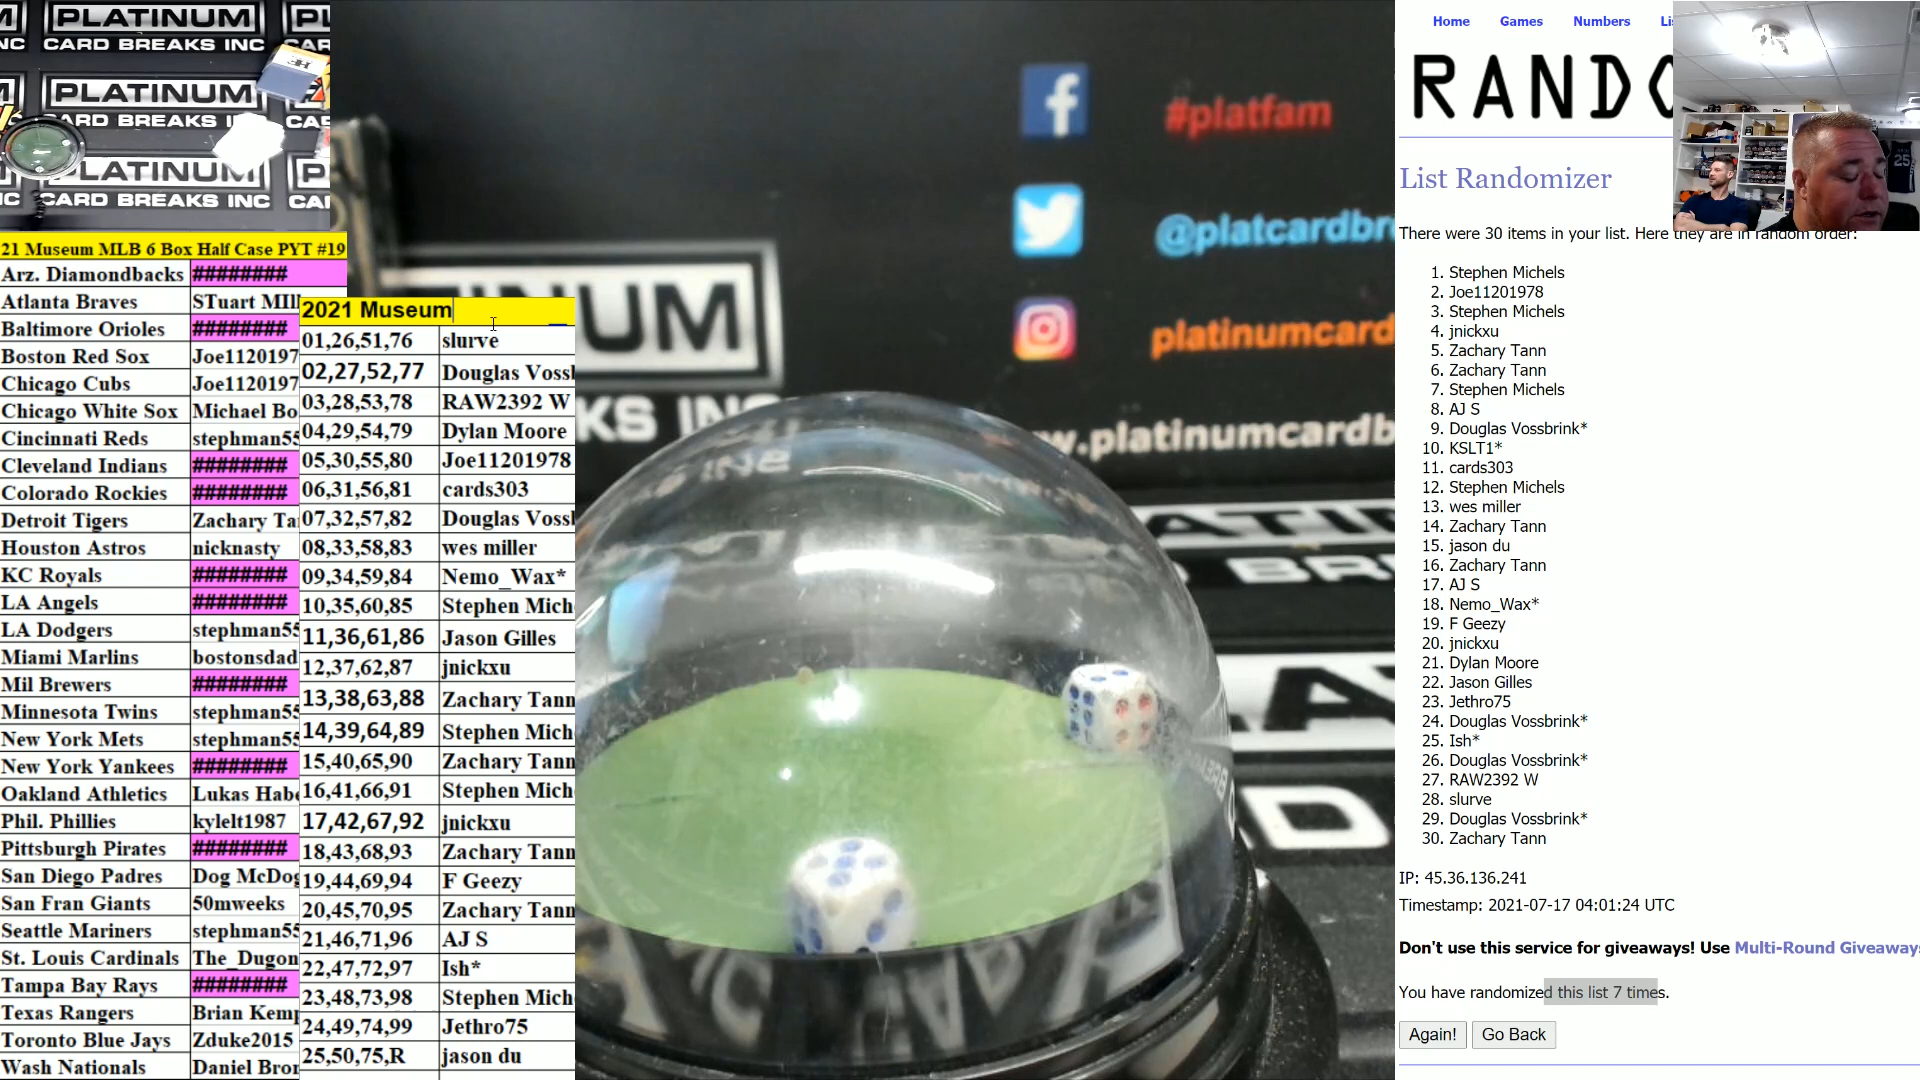 PLATINUM
CARD BREAKS INC
PLATINUM
PLATINUM
CARD BREAKS INC
21 Museum MLB 6 Box Half Case PYT #19
Arz. Diamondbacks ########
Atlanta Braves STuart MIll
Baltimore Orioles ########
Boston Red Sox Joe1120197
Chicago Cubs Joe1120197
Chicago White Sox Michael Bo
Cincinnati Reds stephman55
Cleveland Indians ########
Colorado Rockies ########
Detroit Tigers Zachary Ta
Houston Astros nicknasty
KC Royals ########
LA Angels ########
LA Dodgers stephman55
Miami Marlins bostonsdad
Mil Brewers ########
Minnesota Twins stephman55
New York Mets stephman55
New York Yankees ########
Oakland Athletics Lukas Habe
Phil. Phillies kylelt1987
Pittsburgh Pirates ########
San Diego Padres Dog McDog
San Fran Giants 50mweeks
Seattle Mariners stephman55
St. Louis Cardinals The_Dugon
Tampa Bay Rays ########
Texas Rangers Brian Kemp
Toronto Blue Jays Zduke2015
Wash Nationals Daniel Bron
2021 Museum
01,26,51,76 slurve
02,27,52,77 Douglas Voss
03,28,53,78 RAW2392 W
04,29,54,79 Dylan Moore
05,30,55,80 Joe11201978
06,31,56,81 cards303
07,32,57,82 Douglas Voss
08,33,58,83 wes miller
09,34,59,84 Nemo_Wax*
10,35,60,85 Stephen Mich
11,36,61,86 Jason Gilles
12,37,62,87 jnickxu
13,38,63,88 Zachary Tann
14,39,64,89 Stephen Mich
15,40,65,90 Zachary Tann
16,41,66,91 Stephen Mich
17,42,67,92 jnickxu
18,43,68,93 Zachary Tann
19,44,69,94 F Geezy
20,45,70,95 Zachary Tann
21,46,71,96 AJ S
22,47,72,97 Ish*
23,48,73,98 Stephen Mich
24,49,74,99 Jethro75
25,50,75,R jason du
#platfam
@platcardbre
platinumcard
w.platinumcardb
Home Games Numbers Li
RANDO
List Randomizer
There were 30 items in your list. Here they are in random order:
1. Stephen Michels
2. Joe11201978
3. Stephen Michels
4. jnickxu
5. Zachary Tann
6. Zachary Tann
7. Stephen Michels
8. AJ S
9. Douglas Vossbrink*
10. KSLT1*
11. cards303
12. Stephen Michels
13. wes miller
14. Zachary Tann
15. jason du
16. Zachary Tann
17. AJ S
18. Nemo_Wax*
19. F Geezy
20. jnickxu
21. Dylan Moore
22. Jason Gilles
23. Jethro75
24. Douglas Vossbrink*
25. Ish*
26. Douglas Vossbrink*
27. RAW2392 W
28. slurve
29. Douglas Vossbrink*
30. Zachary Tann
IP: 45.36.136.241
Timestamp: 2021-07-17 04:01:24 UTC
Don't use this service for giveaways! Use Multi-Round Giveaway
You have randomized this list 7 times.
Again! Go Back